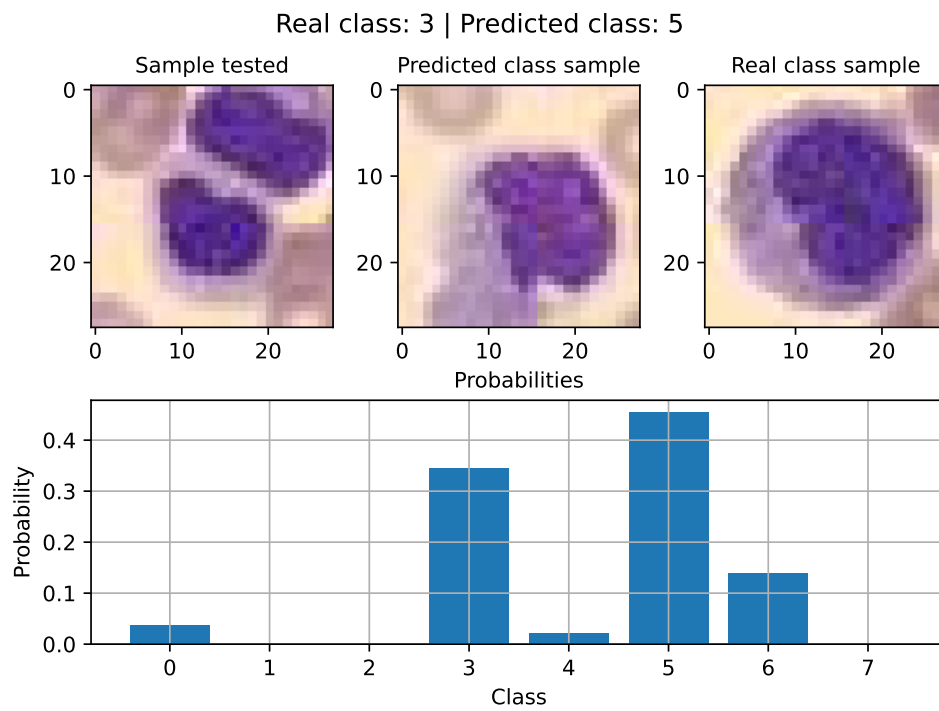 Real class: 3 | Predicted class: 5
Sample tested
Predicted class sample
Real class sample
0
10
20
0 10 20
0
10
20
0 10 20
0
10
20
0 10 20
Probabilities
Probability
0.4
0.3
0.2
0.1
0.0
0 1 2 3 4 5 6 7
Class